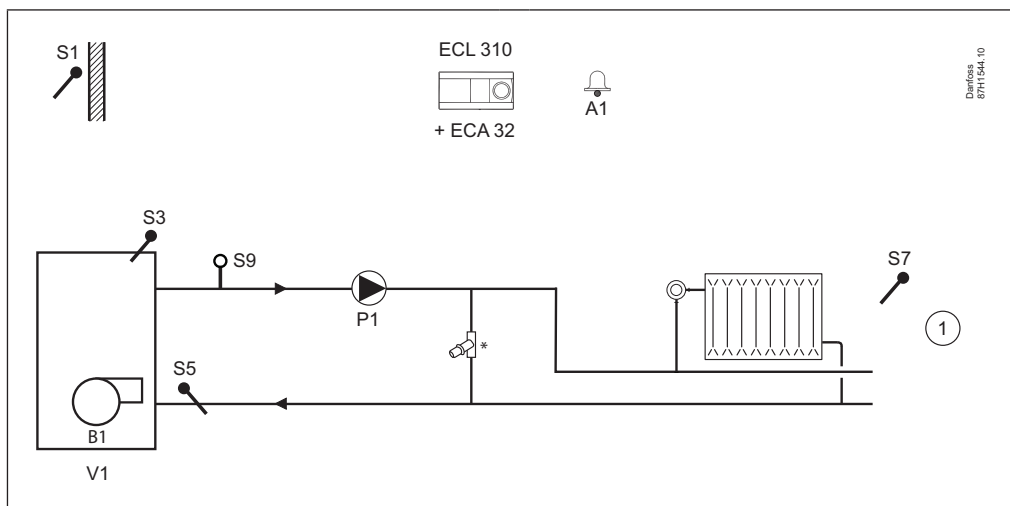 S1
ECL 310
+ ECA 32
A1
Danfoss
87H1544.10
S3
S9
P1
S7
1
*
S5
B1
V1